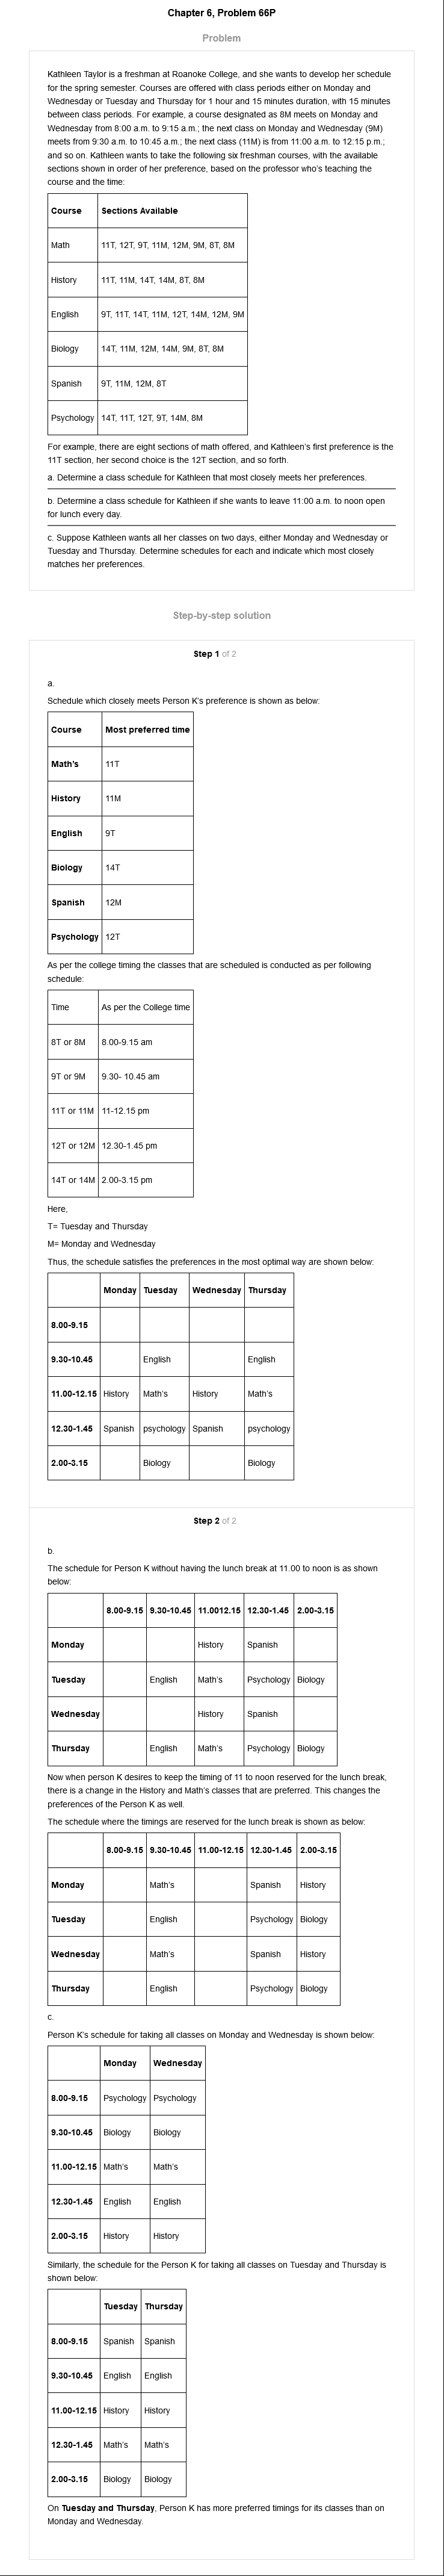 Chapter 6, Problem 66P
Problem
Kathleen Taylor is a freshman at Roanoke College, and she wants to develop her schedule
for the spring semester. Courses are offered with class periods either on Monday and
Wednesday or Tuesday and Thursday for 1 hour and 15 minutes duration, with 15 minutes
between class periods. For example, a course designated as 8M meets on Monday and
Wednesday from 8:00 a.m. to 9:15 a.m.; the next class on Monday and Wednesday (9M)
meets from 9:30 a.m. to 10:45 a.m.; the next class (11M) is from 11:00 a.m. to 12:15 p.m.;
and so on. Kathleen wants to take the following six freshman courses, with the available
sections shown in order of her preference, based on the professor who's teaching the
course and the time:
Course Sections Available
Math 11T, 12T, 9T, 11M, 12M, 9M, 8T, 8M
History 11T, 11M, 14T, 14M, 8T, 8M
English 9T, 11T, 14T, 11M, 12T, 14M, 12M, 9M
Biology 14T, 11M, 12M, 14M, 9M, 8T, 8M
Spanish 9T, 11M, 12M, 8T
Psychology 14T, 11T, 12T, 9T, 14M, 8M
For example, there are eight sections of math offered, and Kathleen's first preference is the
11T section, her second choice is the 12T section, and so forth.
a. Determine a class schedule for Kathleen that most closely meets her preferences.
b. Determine a class schedule for Kathleen if she wants to leave 11:00 a.m. to noon open
for lunch every day.
c. Suppose Kathleen wants all her classes on two days, either Monday and Wednesday or
Tuesday and Thursday. Determine schedules for each and indicate which most closely
matches her preferences.
Step-by-step solution
Step 1 of 2
a.
Schedule which closely meets Person K's preference is shown as below:
Course Most preferred time
Math's 11T
History 11M
English 9T
Biology 14T
Spanish 12M
Psychology 12T
As per the college timing the classes that are scheduled is conducted as per following
schedule:
Time As per the College time
8T or 8M 8.00-9.15 am
9T or 9M 9.30- 10.45 am
11T or 11M 11-12.15 pm
12T or 12M 12.30-1.45 pm
14T or 14M 2.00-3.15 pm
Here,
T= Tuesday and Thursday
M= Monday and Wednesday
Thus, the schedule satisfies the preferences in the most optimal way are shown below:
Monday Tuesday Wednesday Thursday
8.00-9.15
9.30-10.45 English English
11.00-12.15 History Math's History Math's
12.30-1.45 Spanish psychology Spanish psychology
2.00-3.15 Biology Biology
Step 2 of 2
b.
The schedule for Person K without having the lunch break at 11.00 to noon is as shown
below:
8.00-9.15 9.30-10.45 11.0012.15 12.30-1.45 2.00-3.15
Monday History Spanish
Tuesday English Math's Psychology Biology
Wednesday History Spanish
Thursday English Math's Psychology Biology
Now when person K desires to keep the timing of 11 to noon reserved for the lunch break,
there is a change in the History and Math's classes that are preferred. This changes the
preferences of the Person K as well.
The schedule where the timings are reserved for the lunch break is shown as below:
8.00-9.15 9.30-10.45 11.00-12.15 12.30-1.45 2.00-3.15
Monday Math's Spanish History
Tuesday English Psychology Biology
Wednesday Math's Spanish History
Thursday English Psychology Biology
c.
Person K's schedule for taking all classes on Monday and Wednesday is shown below:
Monday Wednesday
8.00-9.15 Psychology Psychology
9.30-10.45 Biology Biology
11.00-12.15 Math's Math's
12.30-1.45 English English
2.00-3.15 History History
Similarly, the schedule for the Person K for taking all classes on Tuesday and Thursday is
shown below:
Tuesday Thursday
8.00-9.15 Spanish Spanish
9.30-10.45 English English
11.00-12.15 History History
12.30-1.45 Math's Math's
2.00-3.15 Biology Biology
On Tuesday and Thursday, Person K has more preferred timings for its classes than on
Monday and Wednesday.